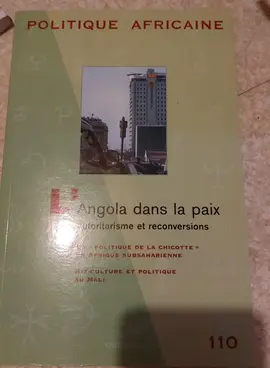 POLITIQUE AFRICAINE
Angola dans la paix
autoritarisme et reconversions
« POLITIQUE DE LA CHICOTTE »
AFRIQUE SUBSAHARIENNE
CULTURE ET POLITIQUE
AU MALI
110